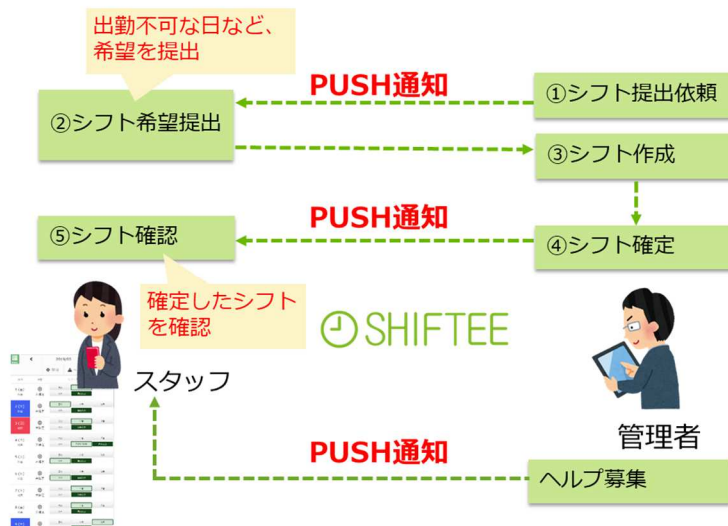 出勤不可な日など、
希望を提出
PUSH通知
①シフト提出依頼
②シフト希望提出
③シフト作成
PUSH通知
⑤シフト確認
④シフト確定
確定したシフト
を確認
SHIFTEE
スタッフ
管理者
PUSH通知
ヘルプ募集